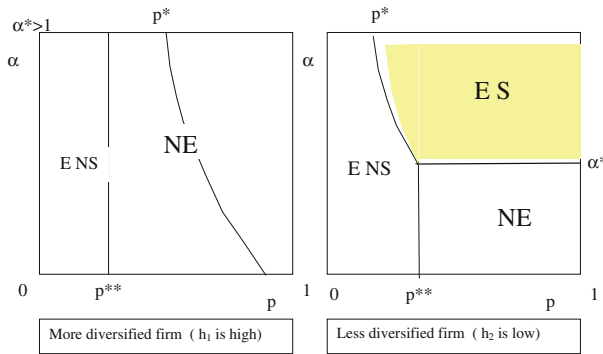 α*>1
p*
α
E NS
NE
0
p**
p
1
More diversified firm ( h₁ is high)
p*
α
E S
E NS
α*
NE
0
p**
p
1
Less diversified firm ( h₂ is low)